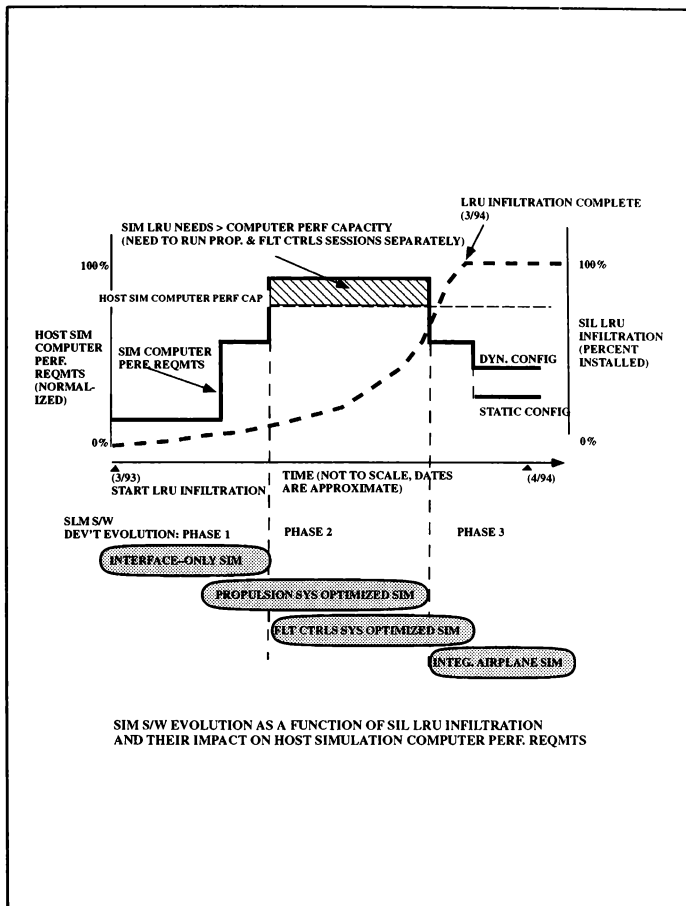 LRU INFILTRATION COMPLETE
(3/94)
SIM LRU NEEDS > COMPUTER PERF CAPACITY
(NEED TO RUN PROP. & FLT CTRLS SESSIONS SEPARATELY)
100%
100%
HOST SIM COMPUTER PERF CAP
HOST SIM
COMPUTER
PERF.
REQMTS
(NORMAL-
IZED)
SIM COMPUTER
PERF REQMTS
SIL LRU
INFILTRATION
(PERCENT
INSTALLED)
DYN. CONFIG
STATIC CONFIG
0%
0%
(3/93)
START LRU INFILTRATION
TIME (NOT TO SCALE, DATES
ARE APPROXIMATE)
(4/94)
SLM S/W
DEV'T EVOLUTION: PHASE 1
PHASE 2
PHASE 3
INTERFACE-ONLY SIM
PROPULSION SYS OPTIMIZED SIM
FLT CTRLS SYS OPTIMIZED SIM
INTEG. AIRPLANE SIM
SIM S/W EVOLUTION AS A FUNCTION OF SIL LRU INFILTRATION
AND THEIR IMPACT ON HOST SIMULATION COMPUTER PERF. REQMTS